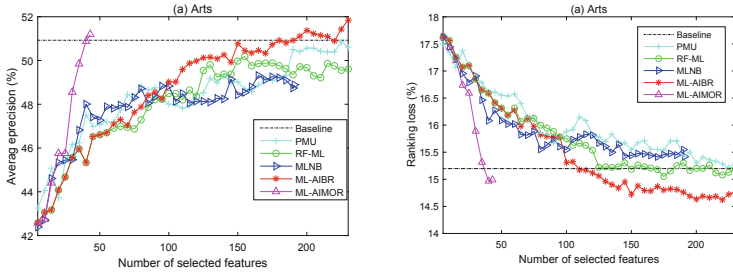 (a) Arts
52
50
48
46
44
42
50
100
150
200
Average eprecision (%)
Number of selected features
Baseline
PMU
RF-ML
MLNB
ML-AIBR
ML-AIMOR
(a) Arts
18
17.5
17
16.5
16
15.5
15
14.5
14
50
100
150
200
Ranking loss (%)
Number of selected features
Baseline
PMU
RF-ML
MLNB
ML-AIBR
ML-AIMOR